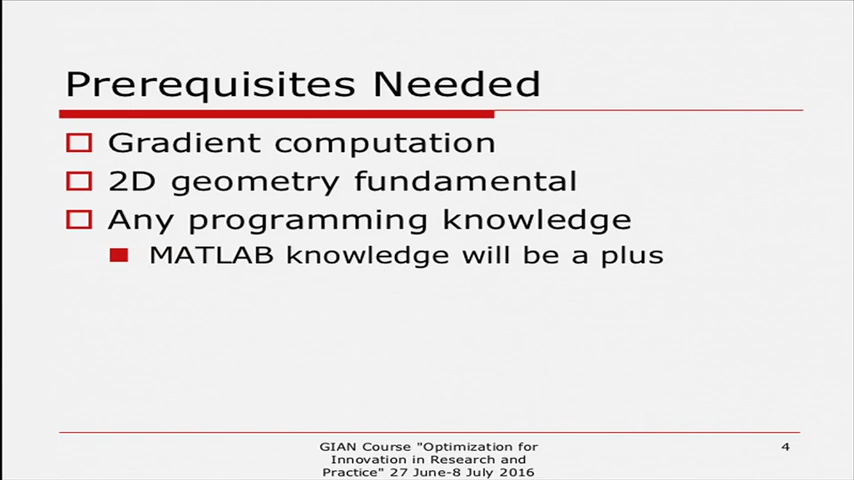 Prerequisites Needed
Gradient computation
2D geometry fundamental
Any programming knowledge
MATLAB knowledge will be a plus
GIAN Course "Optimization for
Innovation in Research and
Practice" 27 June-8 July 2016
4